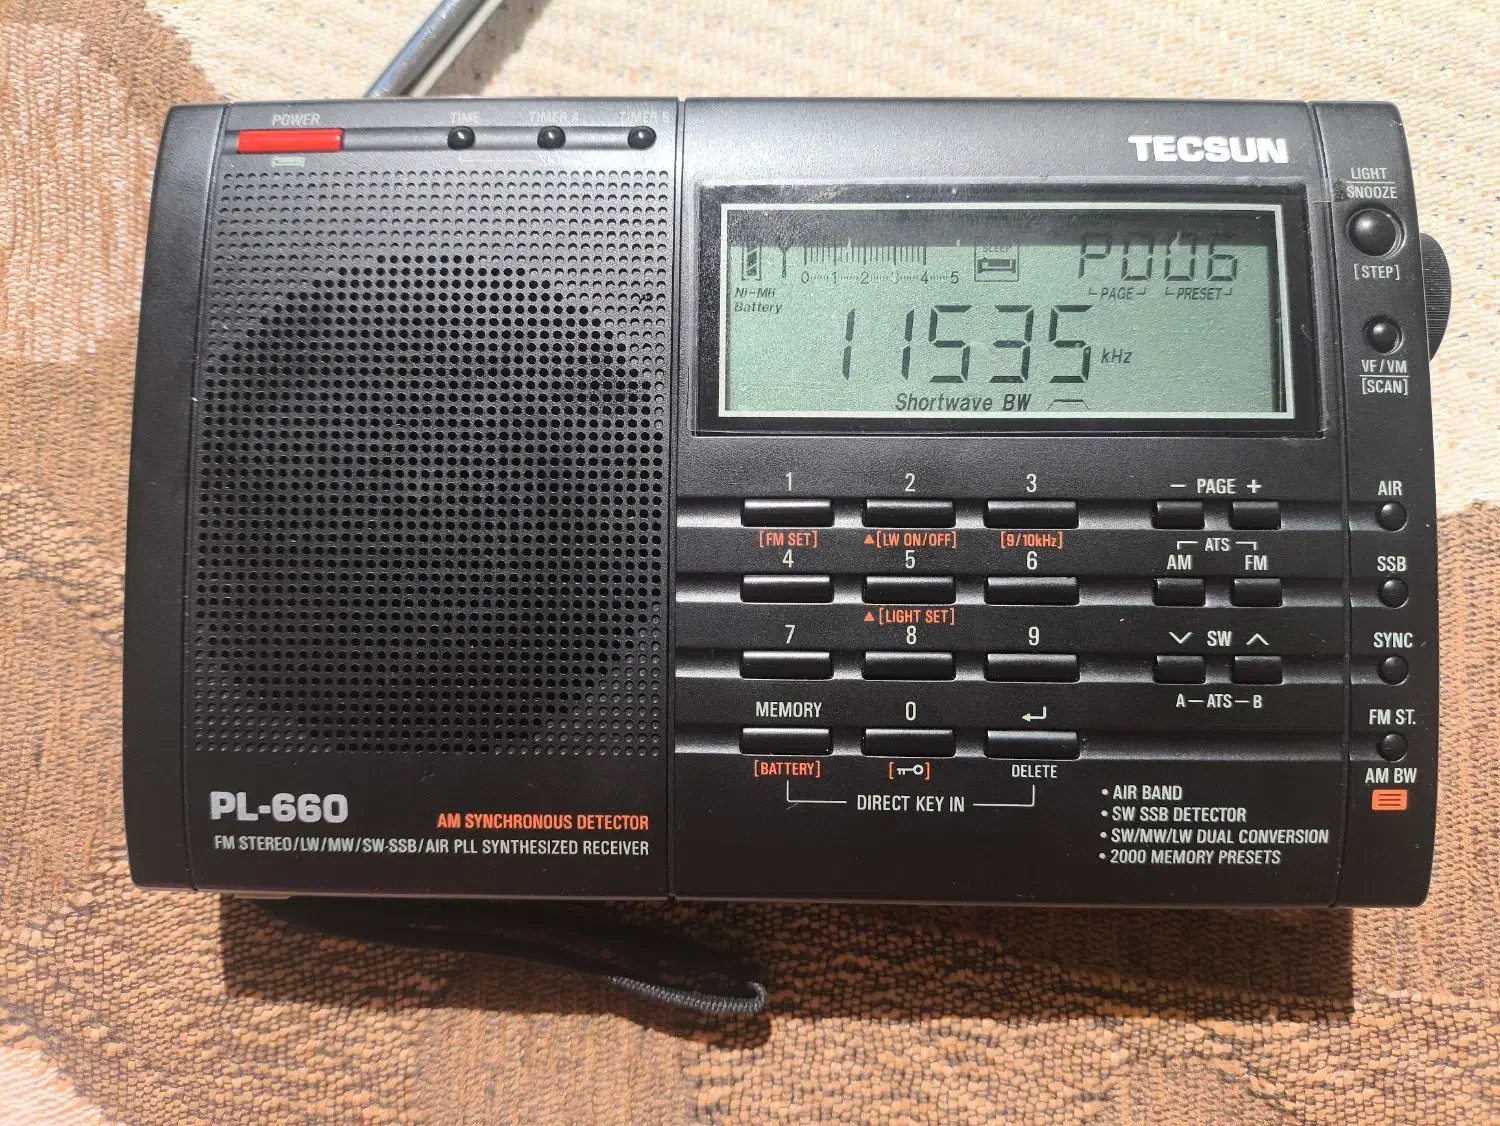 POWER
TIME TIMER A TIMER B
TECSUN
LIGHT
SNOOZE
[STEP]
SLEEP
P006
0 1 2 3 4 5
PAGE PRESET
Ni-MH
Battery
11535 kHz
Shortwave BW
VF/VM
[SCAN]
1 2 3 - PAGE + AIR
[FM SET] ▲[LW ON/OFF] [9/10kHz] ATS
4 5 6 AM FM SSB
▲[LIGHT SET]
7 8 9 SW SYNC
A-ATS-B
MEMORY 0 FM ST.
[BATTERY] DELETE AM BW
DIRECT KEY IN
PL-660
AM SYNCHRONOUS DETECTOR
FM STEREO/LW/MW/SW-SSB/AIR PLL SYNTHESIZED RECEIVER
• AIR BAND
• SW SSB DETECTOR
• SW/MW/LW DUAL CONVERSION
• 2000 MEMORY PRESETS